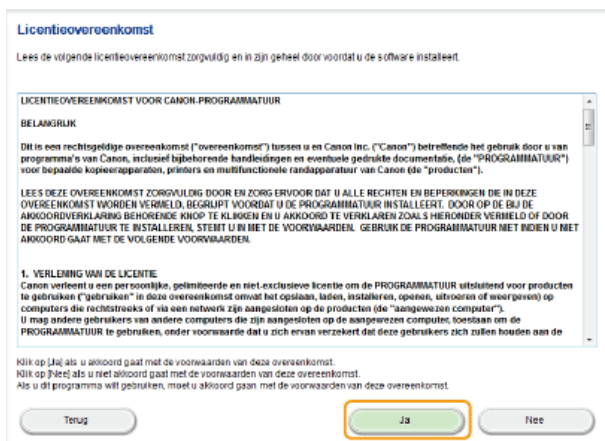 Licentieovereenkomst
Lees de volgende licentieovereenkomst zorgvuldig en in zijn geheel door voordat u de software installeert.
LICENTIEOVEREENKOMST VOOR CANON-PROGRAMMATUUR
BELANGRIJK
Dit is een rechtsgeldige overeenkomst ("overeenkomst") tussen u en Canon Inc. ("Canon") betreffende het gebruik door u van
programma's van Canon, inclusief bijbehorende handleidingen en eventuele gedrukte documentatie, (de "PROGRAMMATUUR")
voor bepaalde kopieerapparaten, printers en multifunctionele randapparatuur van Canon (de "producten").
LEES DEZE OVEREENKOMST ZORGVULDIG DOOR EN ZORG ERVOOR DAT U ALLE RECHTEN EN BEPERKINGEN DIE IN DEZE
OVEREENKOMST WORDEN VERMELD, BEGRIJPT VOORDAT U DE PROGRAMMATUUR INSTALLEERT. DOOR OP DE BIJ DE
AKKOORDVERKLARING BEHORENDE KNOP TE KLIKKEN EN U AKKOORD TE VERKLAREN ZOALS HIERONDER VERMELD OF DOOR
DE PROGRAMMATUUR TE INSTALLEREN, STEMT U IN MET DE VOORWAARDEN. GEBRUIK DE PROGRAMMATUUR NIET INDIEN U NIET
AKKOORD GAAT MET DE VOLGENDE VOORWAARDEN.
1. VERLENING VAN DE LICENTIE
Canon verleent u een persoonlijke, gelimiteerde en niet-exclusieve licentie om de PROGRAMMATUUR uitsluitend voor producten
te gebruiken ("gebruiken" in deze overeenkomst omvat het opslaan, laden, installeren, openen, uitvoeren of weergeven) op
computers die rechtstreeks of via een netwerk zijn aangesloten op de producten (de "aangewezen computer").
U mag andere gebruikers van andere computers die zijn aangesloten op de aangewezen computer, toestaan om de
PROGRAMMATUUR te gebruiken, onder voorwaarde dat u zich ervan verzekert dat deze gebruikers zich zullen houden aan de
Klik op [Ja] als u akkoord gaat met de voorwaarden van deze overeenkomst.
Klik op [Nee] als u niet akkoord gaat met de voorwaarden van deze overeenkomst.
Als u dit programma wilt gebruiken, moet u akkoord gaan met de voorwaarden van deze overeenkomst.
Terug
Ja
Nee